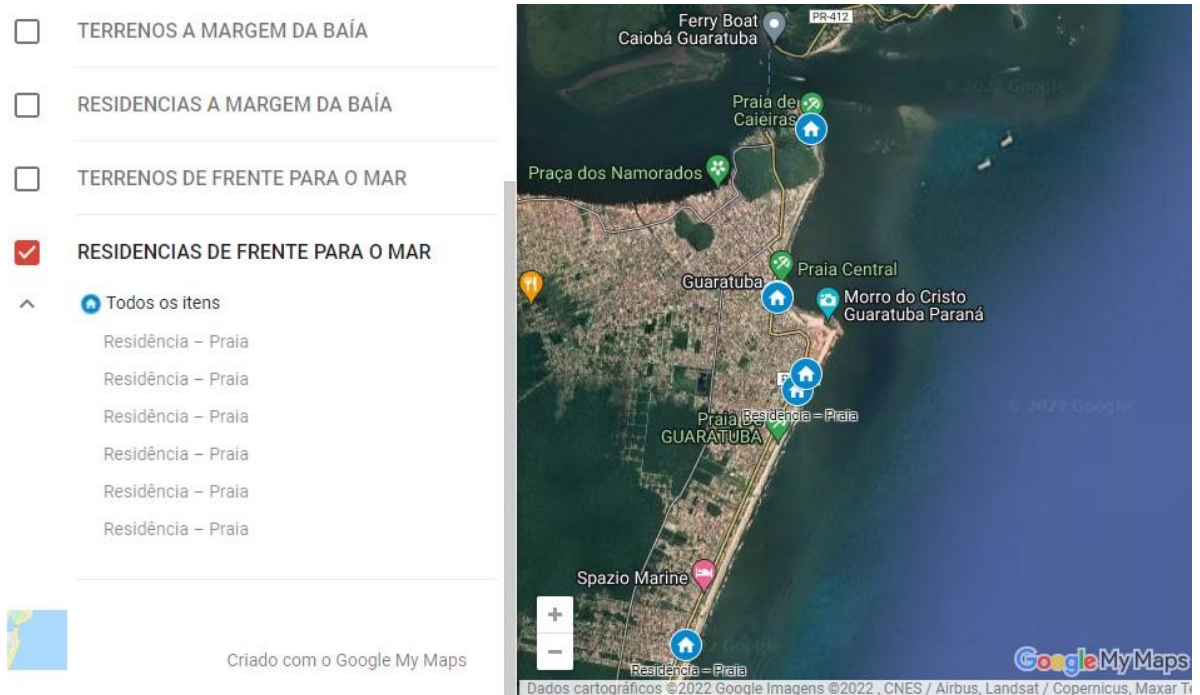 TERRENOS A MARGEM DA BAÍA
RESIDENCIAS A MARGEM DA BAÍA
TERRENOS DE FRENTE PARA O MAR
RESIDENCIAS DE FRENTE PARA O MAR
Todos os itens
Residência – Praia
Residência – Praia
Residência – Praia
Residência – Praia
Residência – Praia
Residência – Praia
Criado com o Google My Maps
PR-412
Ferry Boat
Caiobá Guaratuba
© 2022 Google
Praia de
Caieiras
Praça dos Namorados
Praia Central
Guaratuba
Morro do Cristo
Guaratuba Paraná
© 2022 Google
Residência – Praia
Praia De
GUARATUBA
Spazio Marine
+
−
Google
Residência – Praia
Google My Maps
Dados cartográficos ©2022 Google Imagens ©2022 , CNES / Airbus, Landsat / Copernicus, Maxar T